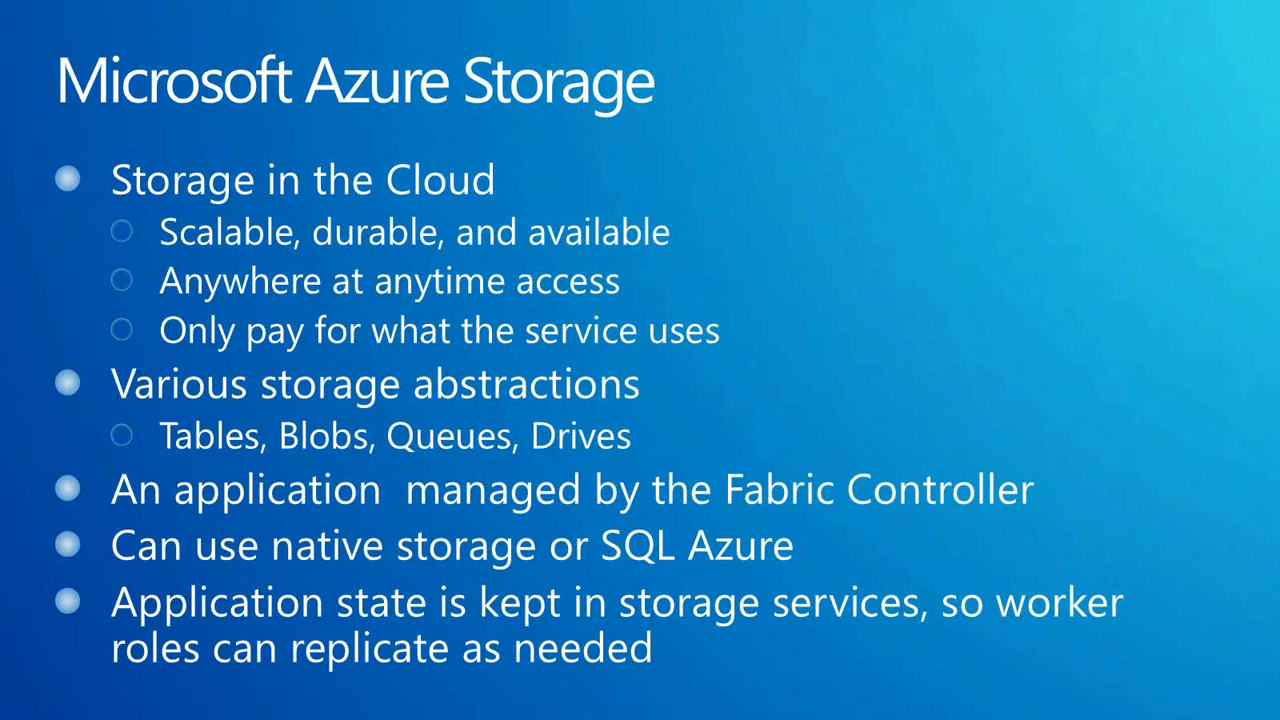 Microsoft Azure Storage
Storage in the Cloud
Scalable, durable, and available
Anywhere at anytime access
Only pay for what the service uses
Various storage abstractions
Tables, Blobs, Queues, Drives
An application  managed by the Fabric Controller
Can use native storage or SQL Azure
Application state is kept in storage services, so worker
roles can replicate as needed